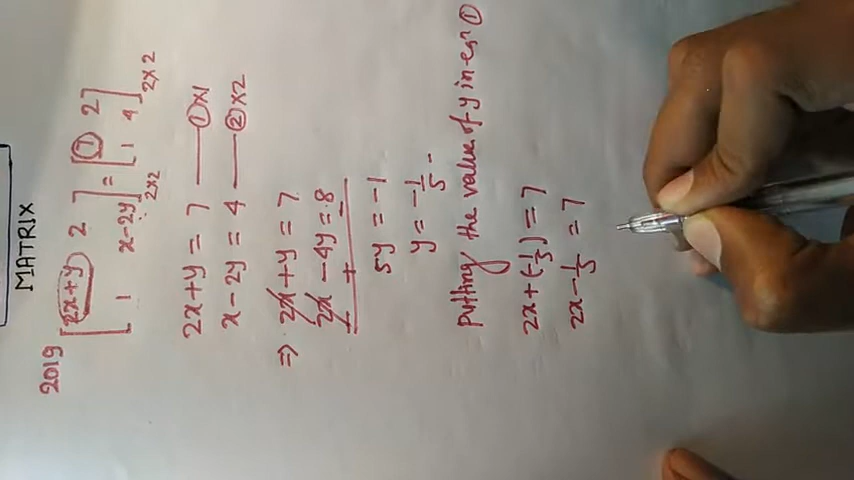 MATRIX
2019 [2x+y 2
1 x-2y]2x2 = [7 2
1 4]2x2
2x+y = 7 — ①×1
x-2y = 4 — ②×2
⇒ 2x+y = 7
2x-4y = 8
- + -
5y = -1
y = -1/5 -
Putting the value of y in eqn ①
2x+(-1/5) = 7
2x-1/5 = 7